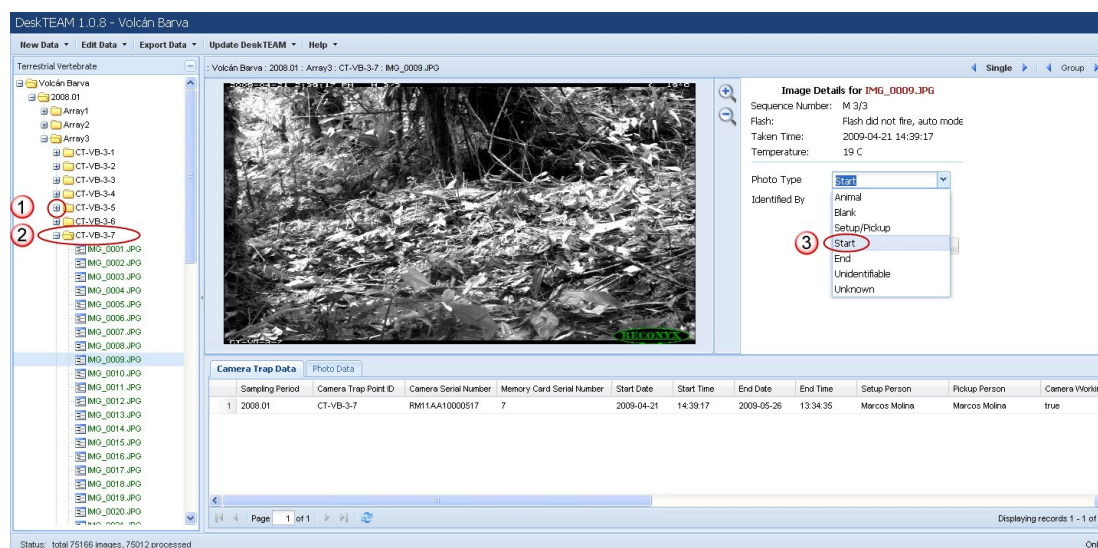 DeskTEAM 1.0.8 - Volcán Barva
New Data Edit Data Export Data Update DeskTEAM Help
Terrestrial Vertebrate
Volcán Barva
2008.01
Array1
Array2
Array3
CT-VB-3-1
CT-VB-3-2
CT-VB-3-3
CT-VB-3-4
1 CT-VB-3-5
CT-VB-3-6
2 CT-VB-3-7
IMG_0001.JPG
IMG_0002.JPG
IMG_0003.JPG
IMG_0004.JPG
IMG_0005.JPG
IMG_0006.JPG
IMG_0007.JPG
IMG_0008.JPG
IMG_0009.JPG
IMG_0010.JPG
IMG_0011.JPG
IMG_0012.JPG
IMG_0013.JPG
IMG_0014.JPG
IMG_0015.JPG
IMG_0016.JPG
IMG_0017.JPG
IMG_0018.JPG
IMG_0019.JPG
IMG_0020.JPG
: Volcán Barva : 2008.01 : Array3 : CT-VB-3-7 : IMG_0009.JPG
Single Group
RECONYX
CT-VB-3-7
Image Details for IMG_0009.JPG
Sequence Number: M 3/3
Flash: Flash did not fire, auto mode
Taken Time: 2009-04-21 14:39:17
Temperature: 19 C
Photo Type Start
Identified By
Animal
Blank
Setup/Pickup
3 Start
End
Unidentifiable
Unknown
Camera Trap Data Photo Data
Sampling Period Camera Trap Point ID Camera Serial Number Memory Card Serial Number Start Date Start Time End Date End Time Setup Person Pickup Person Camera Workin
1 2008.01 CT-VB-3-7 RM11AA10000517 7 2009-04-21 14:39:17 2009-05-26 13:34:35 Marcos Molina Marcos Molina true
Page 1 of 1
Displaying records 1 - 1 of
Status: total 75166 images, 75012 processed
Onl